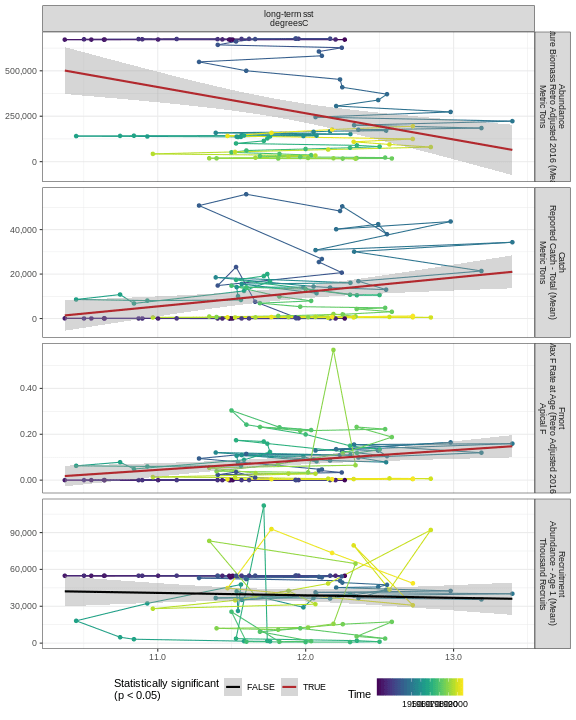 long-term sst
degreesC
500,000
250,000
0
Abundance
ture Biomass Retro Adjusted 2016 (Mea
Metric Tons
40,000
20,000
0
Catch
Reported Catch - Total (Mean)
Metric Tons
0.40
0.20
0.00
Fmort
Max F Rate at Age (Retro Adjusted 2016
Apical F
90,000
60,000
30,000
0
Recruitment
Abundance - Age 1 (Mean)
Thousand Recruits
11.0
12.0
13.0
Statistically significant
(p < 0.05)
FALSE
TRUE
Time